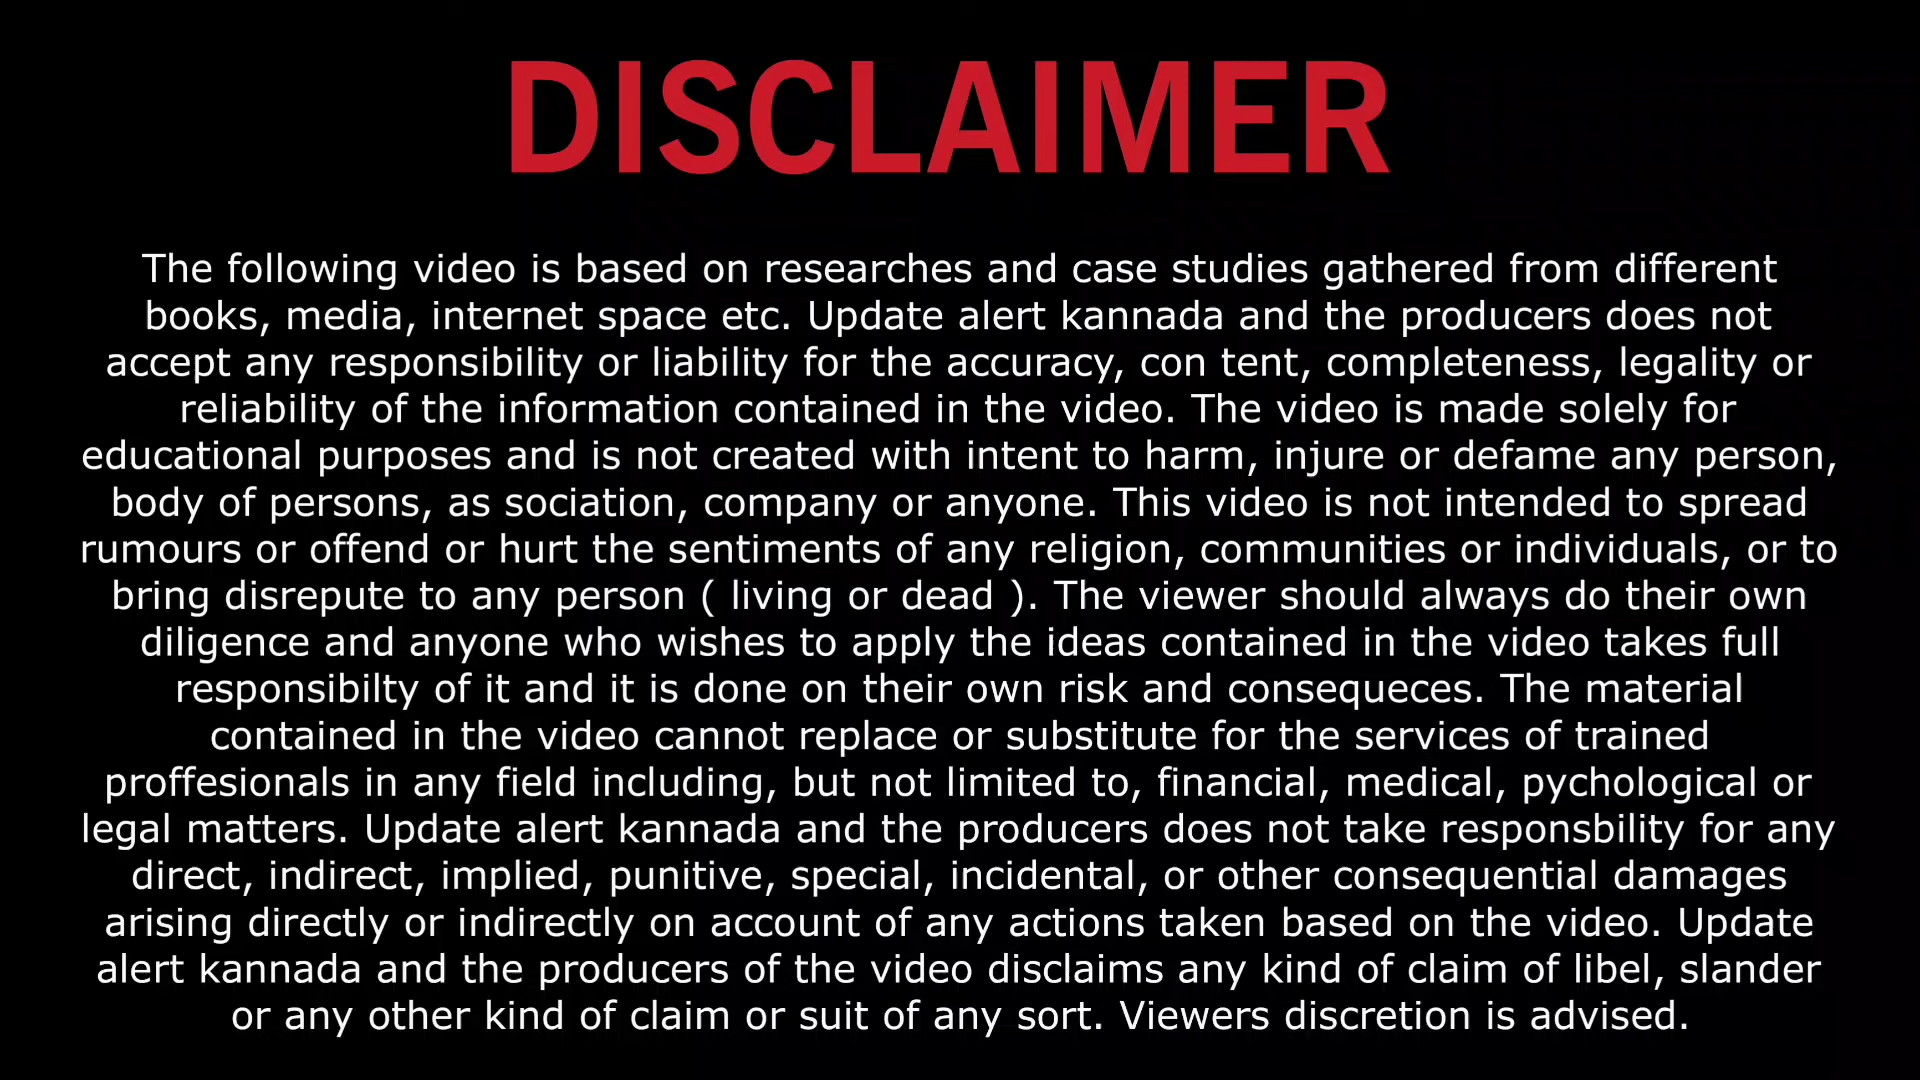 DISCLAIMER
The following video is based on researches and case studies gathered from different
books, media, internet space etc. Update alert kannada and the producers does not
accept any responsibility or liability for the accuracy, con tent, completeness, legality or
reliability of the information contained in the video. The video is made solely for
educational purposes and is not created with intent to harm, injure or defame any person,
body of persons, as sociation, company or anyone. This video is not intended to spread
rumours or offend or hurt the sentiments of any religion, communities or individuals, or to
bring disrepute to any person ( living or dead ). The viewer should always do their own
diligence and anyone who wishes to apply the ideas contained in the video takes full
responsibilty of it and it is done on their own risk and consequeces. The material
contained in the video cannot replace or substitute for the services of trained
proffesionals in any field including, but not limited to, financial, medical, pychological or
legal matters. Update alert kannada and the producers does not take responsbility for any
direct, indirect, implied, punitive, special, incidental, or other consequential damages
arising directly or indirectly on account of any actions taken based on the video. Update
alert kannada and the producers of the video disclaims any kind of claim of libel, slander
or any other kind of claim or suit of any sort. Viewers discretion is advised.